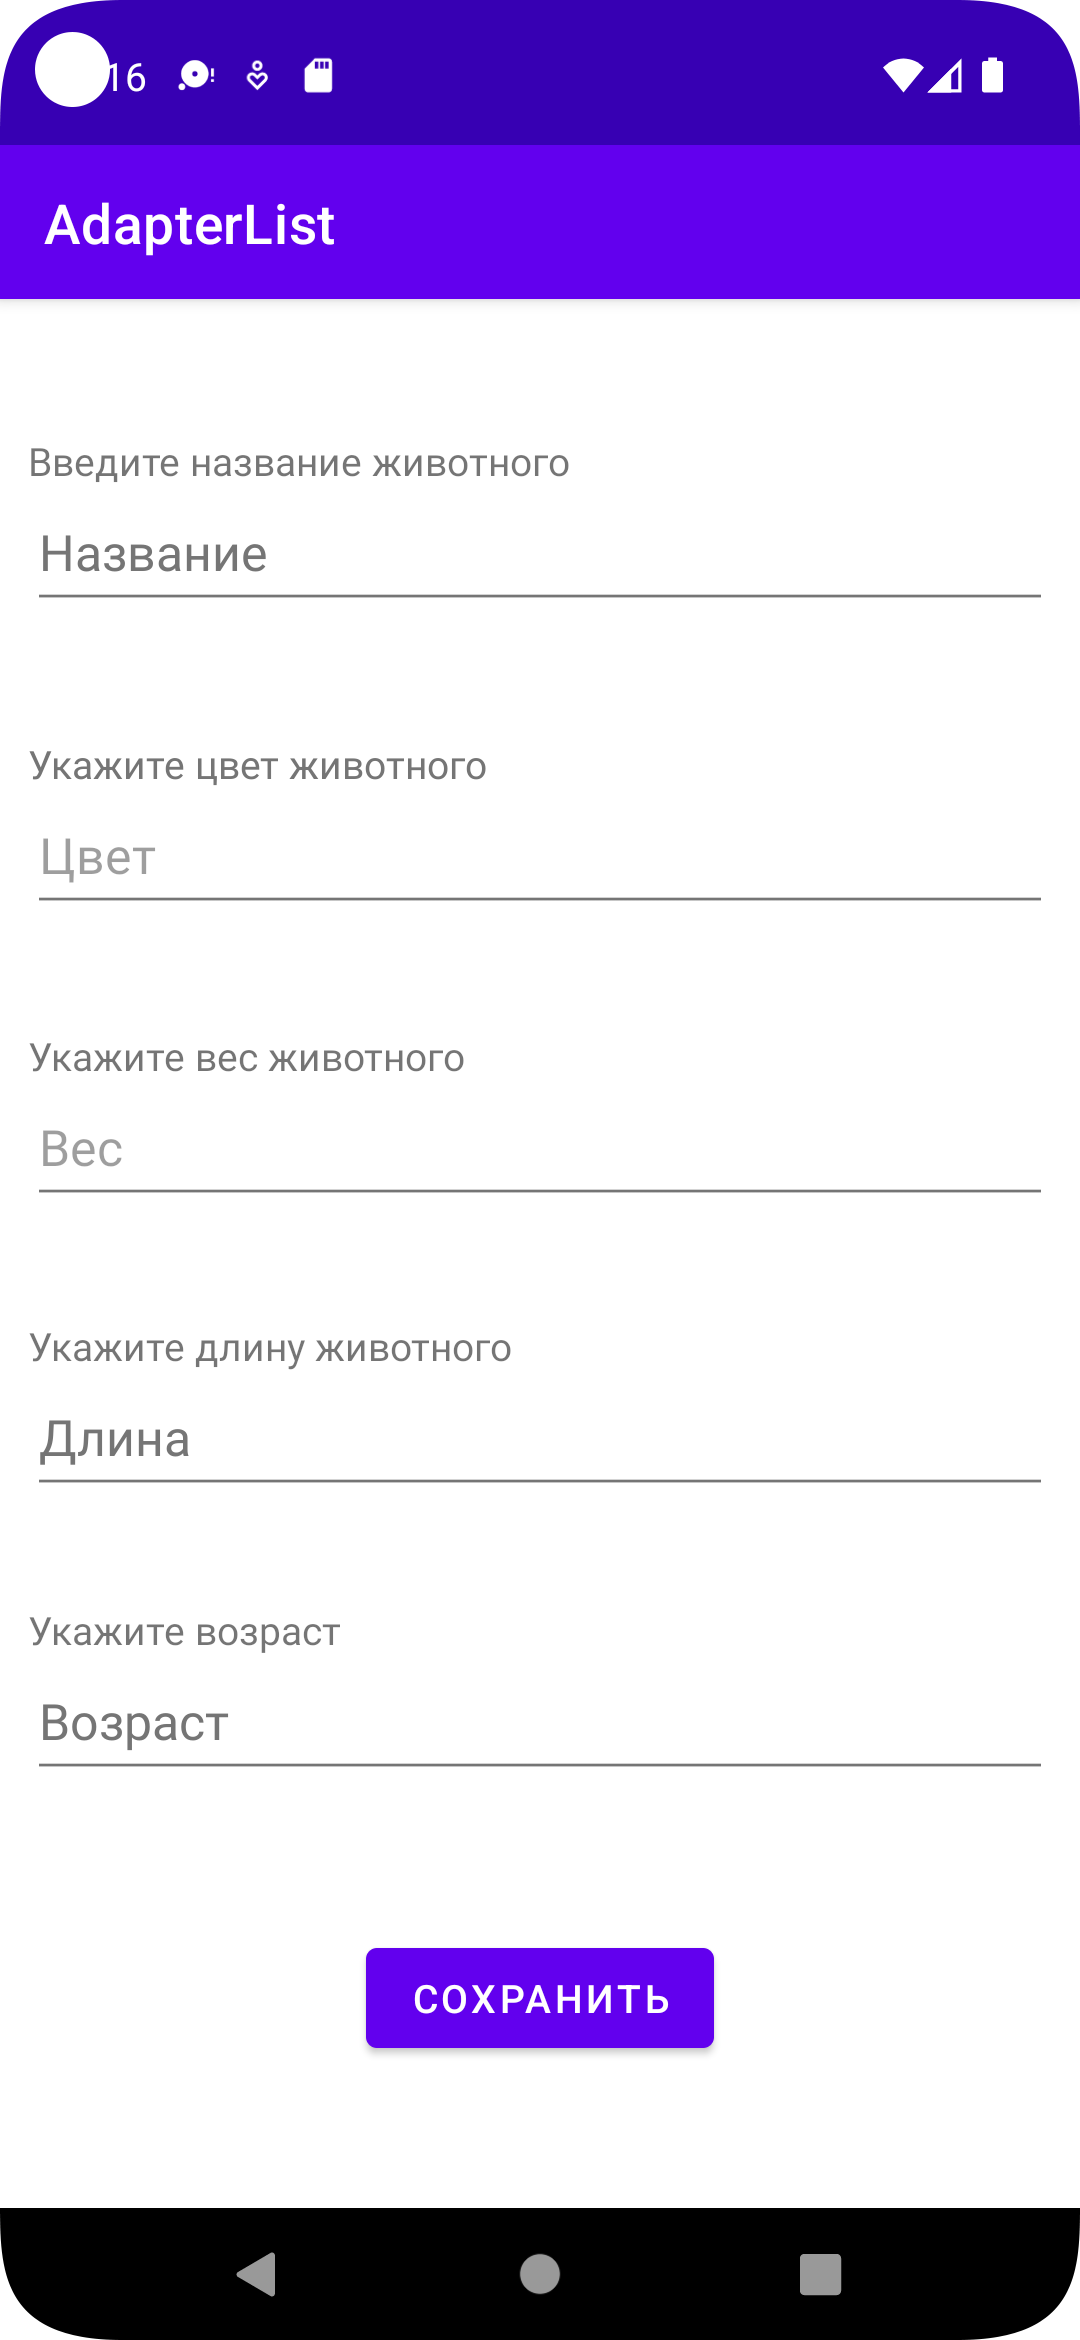 16
AdapterList
Введите название животного
Название
Укажите цвет животного
Цвет
Укажите вес животного
Вес
Укажите длину животного
Длина
Укажите возраст
Возраст
СОХРАНИТЬ